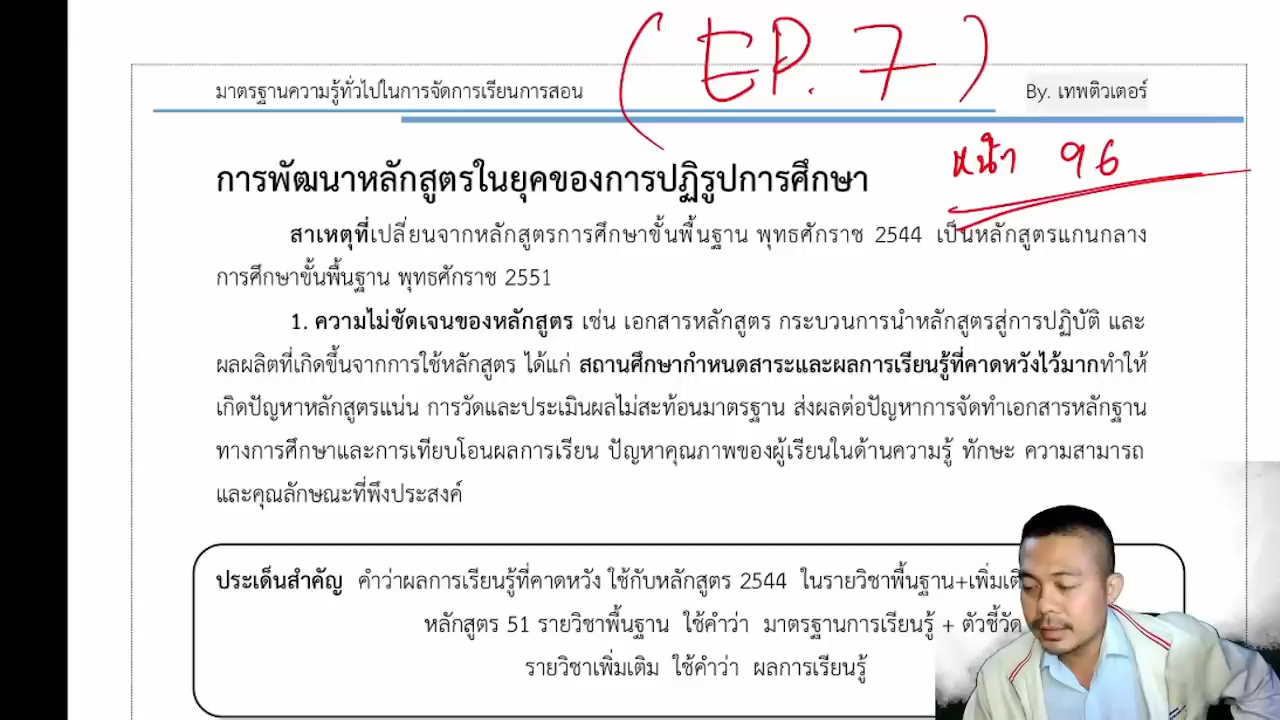 (EP. 7)
มาตรฐานความรู้ทั่วไปในการจัดการเรียนการสอน
By. เทพติวเตอร์
หน้า 96
การพัฒนาหลักสูตรในยุคของการปฏิรูปการศึกษา
สาเหตุที่เปลี่ยนจากหลักสูตรการศึกษาขั้นพื้นฐาน พุทธศักราช 2544 เป็นหลักสูตรแกนกลาง
การศึกษาขั้นพื้นฐาน พุทธศักราช 2551
1. ความไม่ชัดเจนของหลักสูตร เช่น เอกสารหลักสูตร กระบวนการนำหลักสูตรสู่การปฏิบัติ และ
ผลผลิตที่เกิดขึ้นจากการใช้หลักสูตร ได้แก่ สถานศึกษากำหนดสาระและผลการเรียนรู้ที่คาดหวังไว้มากทำให้
เกิดปัญหาหลักสูตรแน่น การวัดและประเมินผลไม่สะท้อนมาตรฐาน ส่งผลต่อปัญหาการจัดทำเอกสารหลักฐาน
ทางการศึกษาและการเทียบโอนผลการเรียน ปัญหาคุณภาพของผู้เรียนในด้านความรู้ ทักษะ ความสามารถ
และคุณลักษณะที่พึงประสงค์
ประเด็นสำคัญ คำว่าผลการเรียนรู้ที่คาดหวัง ใช้กับหลักสูตร 2544 ในรายวิชาพื้นฐาน+เพิ่มเติ
หลักสูตร 51 รายวิชาพื้นฐาน ใช้คำว่า มาตรฐานการเรียนรู้ + ตัวชี้วัด
รายวิชาเพิ่มเติม ใช้คำว่า ผลการเรียนรู้